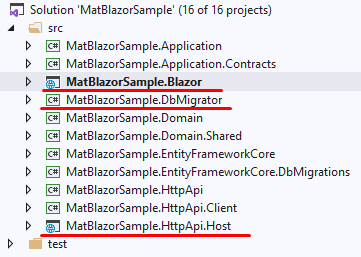 Solution 'MatBlazorSample' (16 of 16 projects)
src
C# MatBlazorSample.Application
C# MatBlazorSample.Application.Contracts
MatBlazorSample.Blazor
C# MatBlazorSample.DbMigrator
C# MatBlazorSample.Domain
C# MatBlazorSample.Domain.Shared
C# MatBlazorSample.EntityFrameworkCore
C# MatBlazorSample.EntityFrameworkCore.DbMigrations
C# MatBlazorSample.HttpApi
C# MatBlazorSample.HttpApi.Client
MatBlazorSample.HttpApi.Host
test